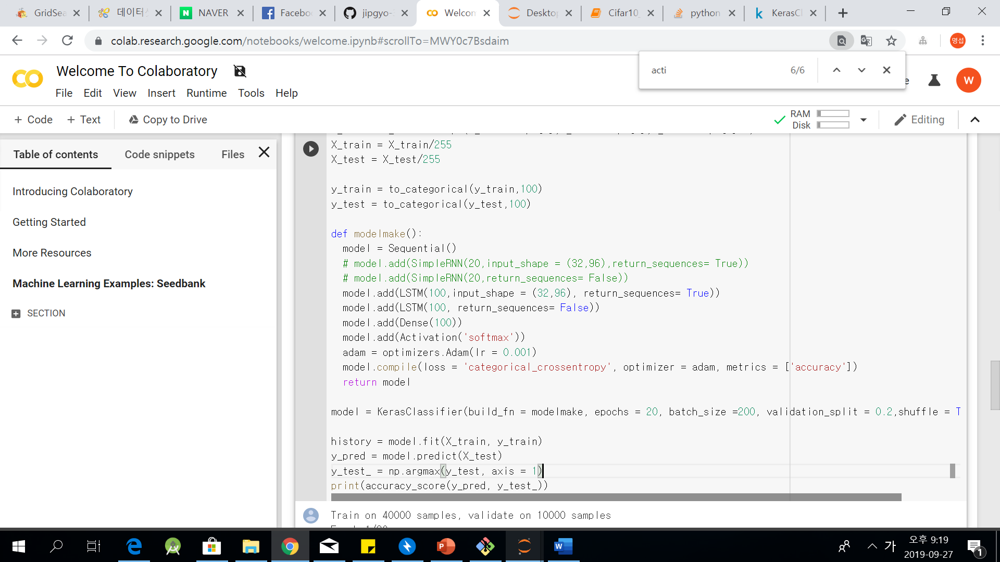 GridSea
데이터
NAVER
Facebo
jipgyo-
Welcom
Desktop
Cifar10_
python
KerasCl
colab.research.google.com/notebooks/welcome.ipynb#scrollTo=MWY0c7Bsdaim
명섭
acti 6/6
Welcome To Colaboratory
W
File Edit View Insert Runtime Tools Help
+ Code + Text Copy to Drive
RAM
Disk
Editing
Table of contents Code snippets Files
Introducing Colaboratory
Getting Started
More Resources
Machine Learning Examples: Seedbank
SECTION
X_train = X_train/255
X_test = X_test/255
y_train = to_categorical(y_train,100)
y_test = to_categorical(y_test,100)
def modelmake():
model = Sequential()
# model.add(SimpleRNN(20,input_shape = (32,96),return_sequences= True))
# model.add(SimpleRNN(20,return_sequences= False))
model.add(LSTM(100,input_shape = (32,96), return_sequences= True))
model.add(LSTM(100, return_sequences= False))
model.add(Dense(100))
model.add(Activation('softmax'))
adam = optimizers.Adam(lr = 0.001)
model.compile(loss = 'categorical_crossentropy', optimizer = adam, metrics = ['accuracy'])
return model
model = KerasClassifier(build_fn = modelmake, epochs = 20, batch_size =200, validation_split = 0.2,shuffle = T
history = model.fit(X_train, y_train)
y_pred = model.predict(X_test)
y_test_ = np.argmax(y_test, axis = 1)
print(accuracy_score(y_pred, y_test_))
Train on 40000 samples, validate on 10000 samples
가
오후 9:19
2019-09-27
1